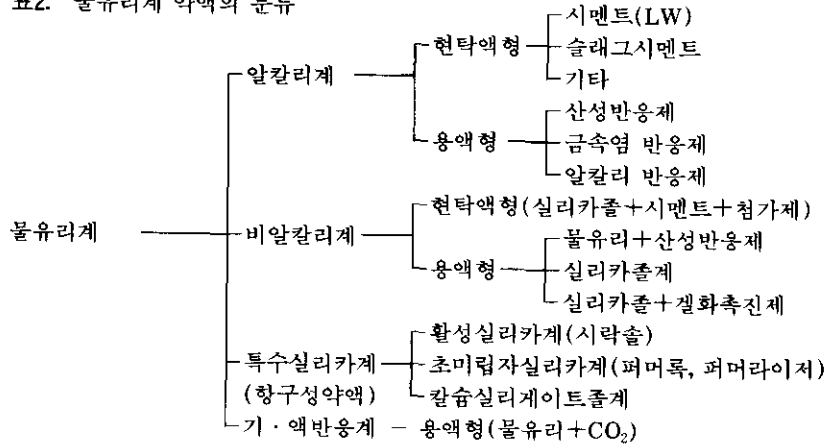 표2. 물유리계 약액의 분류
시멘트(LW)
현탁액형
슬래그시멘트
기타
알칼리계
산성반응제
용액형
금속염 반응제
알칼리 반응제
현탁액형(실리카졸+시멘트+첨가제)
물유리계
비알칼리계
물유리+산성반응제
용액형
실리카졸계
실리카졸+겔화촉진제
활성실리카계(시락솔)
특수실리카계
(항구성약액)
초미립자실리카계(퍼머록, 퍼머라이저)
칼슘실리게이트졸계
기·액반응계 - 용액형(물유리+CO₂)